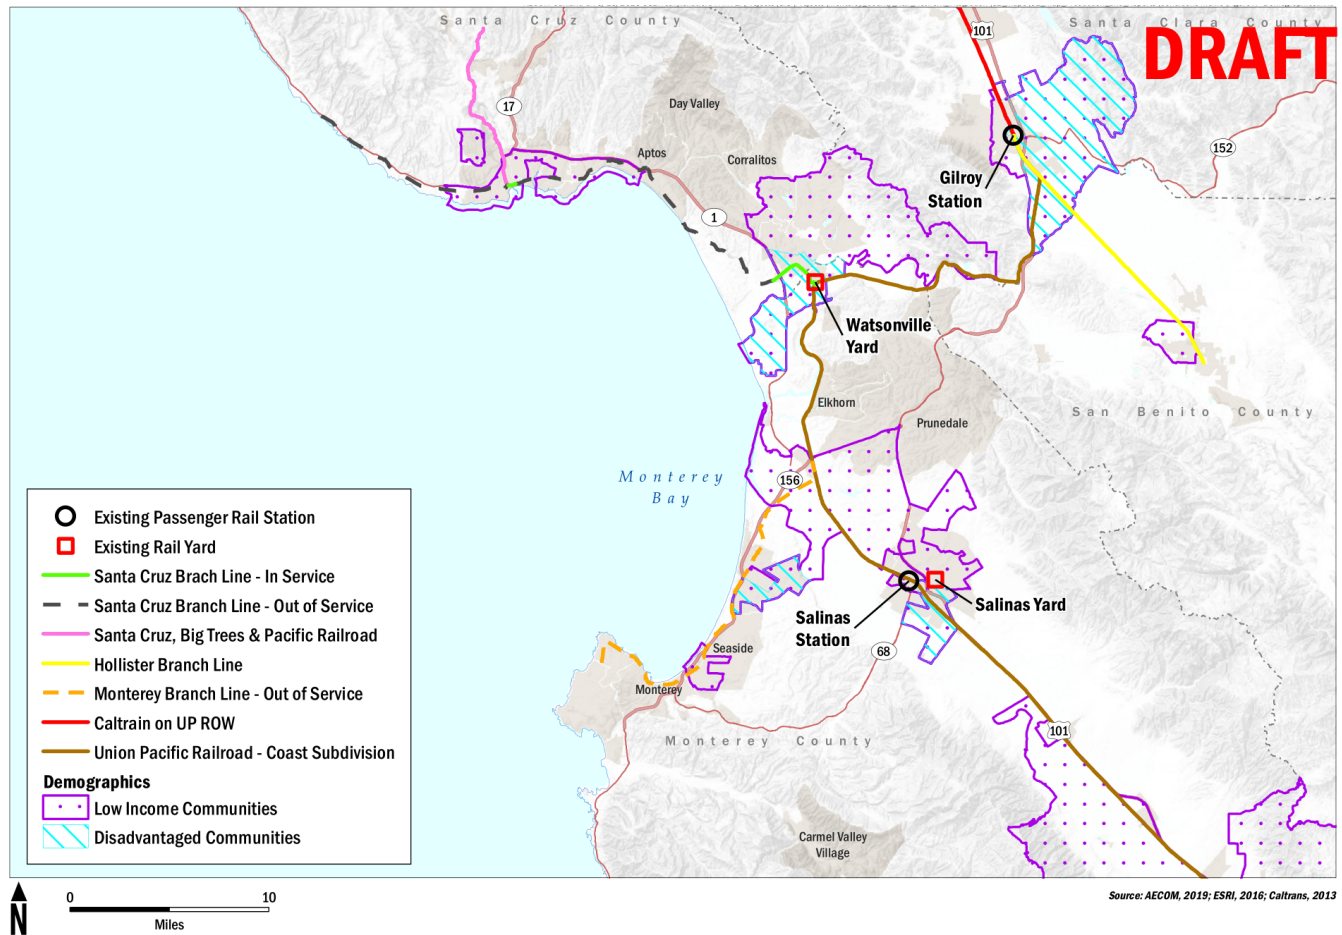 Santa Cruz County
Santa Clara County
DRAFT
101
17
Day Valley
Aptos
Corralitos
152
Gilroy
Station
1
Watsonville
Yard
Elkhorn
Prunedale
San Benito County
Monterey
Bay
156
Salinas
Station
Salinas Yard
68
Seaside
Monterey
Monterey County
101
Carmel Valley
Village
Existing Passenger Rail Station
Existing Rail Yard
Santa Cruz Brach Line - In Service
Santa Cruz Branch Line - Out of Service
Santa Cruz, Big Trees & Pacific Railroad
Hollister Branch Line
Monterey Branch Line - Out of Service
Caltrain on UP ROW
Union Pacific Railroad - Coast Subdivision
Demographics
Low Income Communities
Disadvantaged Communities
N
0 10
Miles
Source: AECOM, 2019; ESRI, 2016; Caltrans, 2013